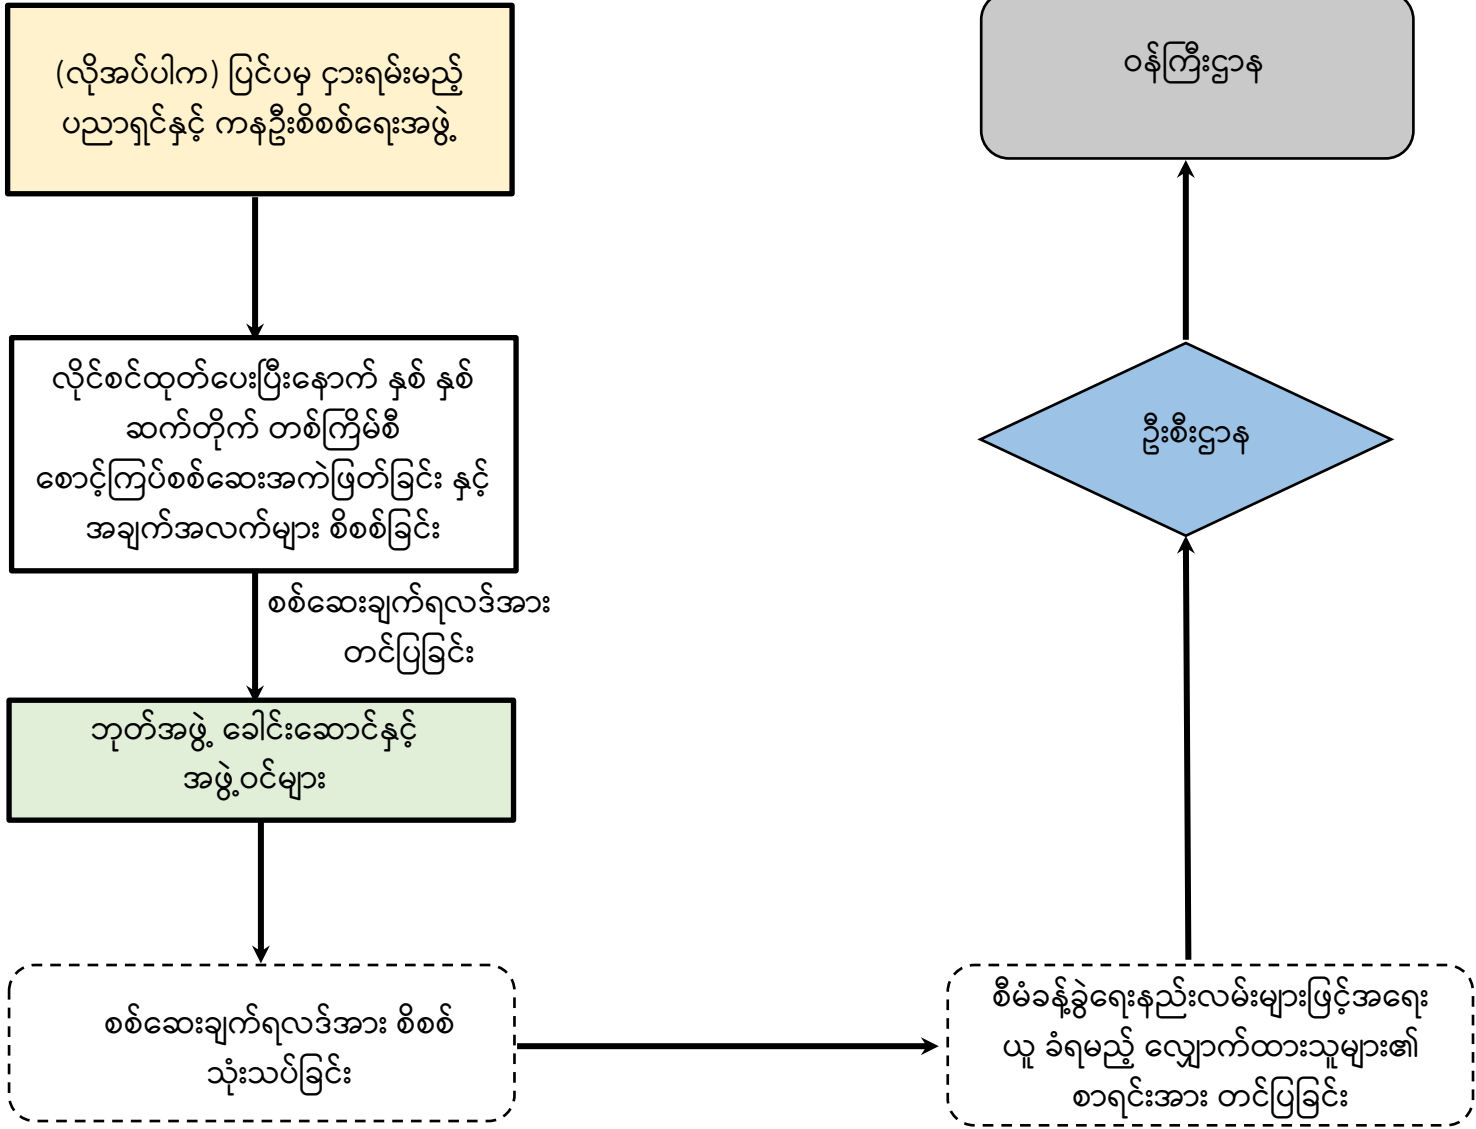 (လိုအပ်ပါက) ပြင်ပမှ ငှားရမ်းမည့်
ပညာရှင်နှင့် ကနဦးစိစစ်ရေးအဖွဲ့
လိုင်စင်ထုတ်ပေးပြီးနောက် နှစ် နှစ်
ဆက်တိုက် တစ်ကြိမ်စီ
စောင့်ကြပ်စစ်ဆေးအကဲဖြတ်ခြင်း နှင့်
အချက်အလက်များ စိစစ်ခြင်း
စစ်ဆေးချက်ရလဒ်အား
တင်ပြခြင်း
ဘုတ်အဖွဲ့ ခေါင်းဆောင်နှင့်
အဖွဲ့ဝင်များ
စစ်ဆေးချက်ရလဒ်အား စိစစ်
သုံးသပ်ခြင်း
စီမံခန့်ခွဲရေးနည်းလမ်းများဖြင့်အရေး
ယူ ခံရမည့် လျှောက်ထားသူများ၏
စာရင်းအား တင်ပြခြင်း
ဦးစီးဌာန
ဝန်ကြီးဌာန